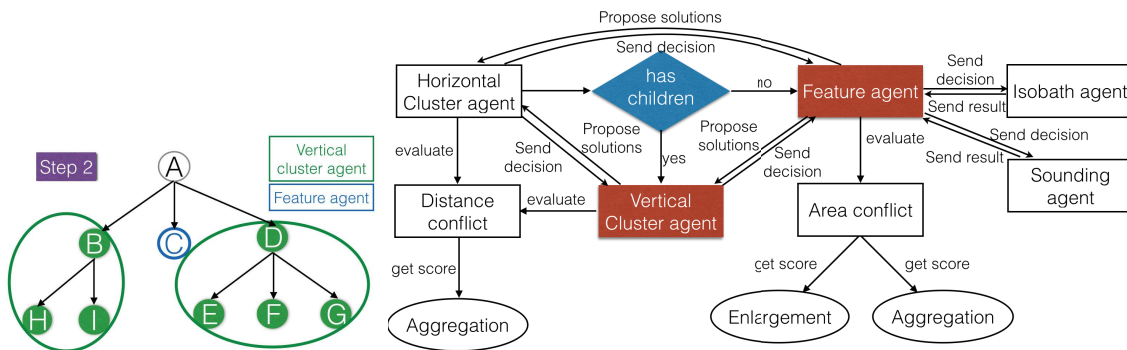 Step 2
A
B
C
D
H
I
E
F
G
Vertical
cluster agent
Feature agent
Propose solutions
Send decision
Horizontal
Cluster agent
has
children
no
Feature agent
Send
decision
Send result
Isobath agent
evaluate
Send
decision
Propose
solutions
yes
Propose
solutions
Send
decision
evaluate
Send decision
Send result
Sounding
agent
Distance
conflict
evaluate
Vertical
Cluster agent
Area conflict
get score
get score
get score
Aggregation
Enlargement
Aggregation